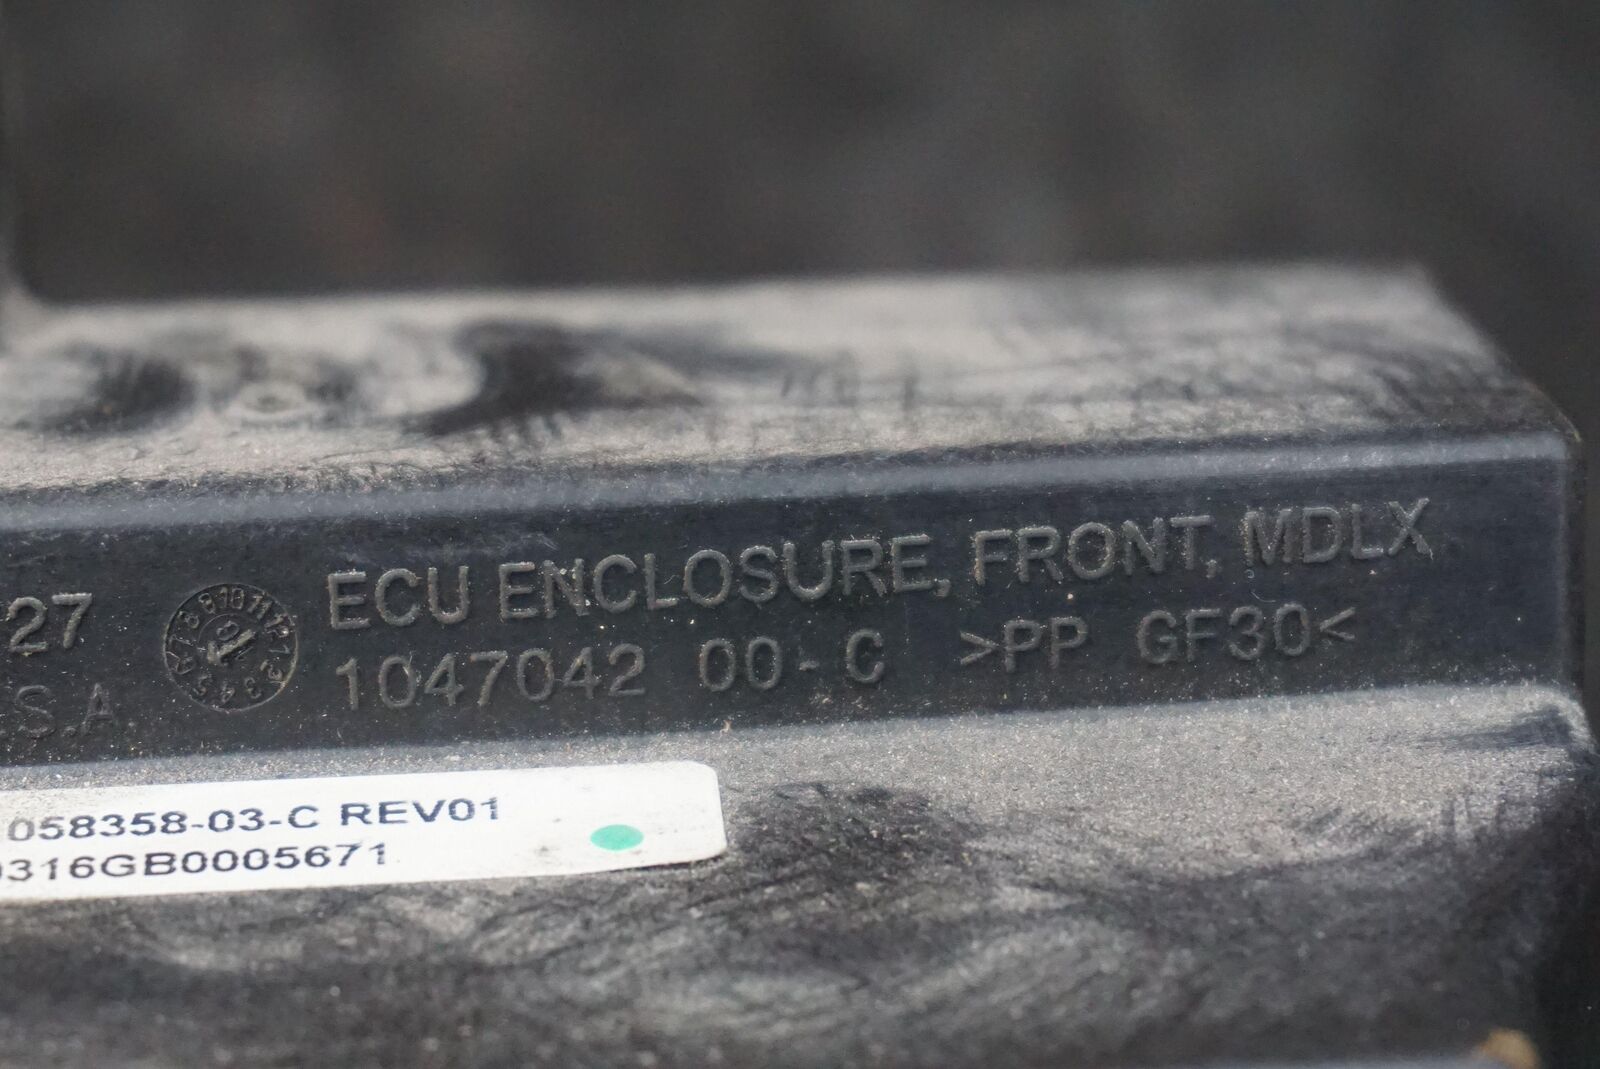 27
ECU ENCLOSURE, FRONT, MDLX
S.A.
1047042 00-C >PP GF30<
058358-03-C REV01
0316GB0005671